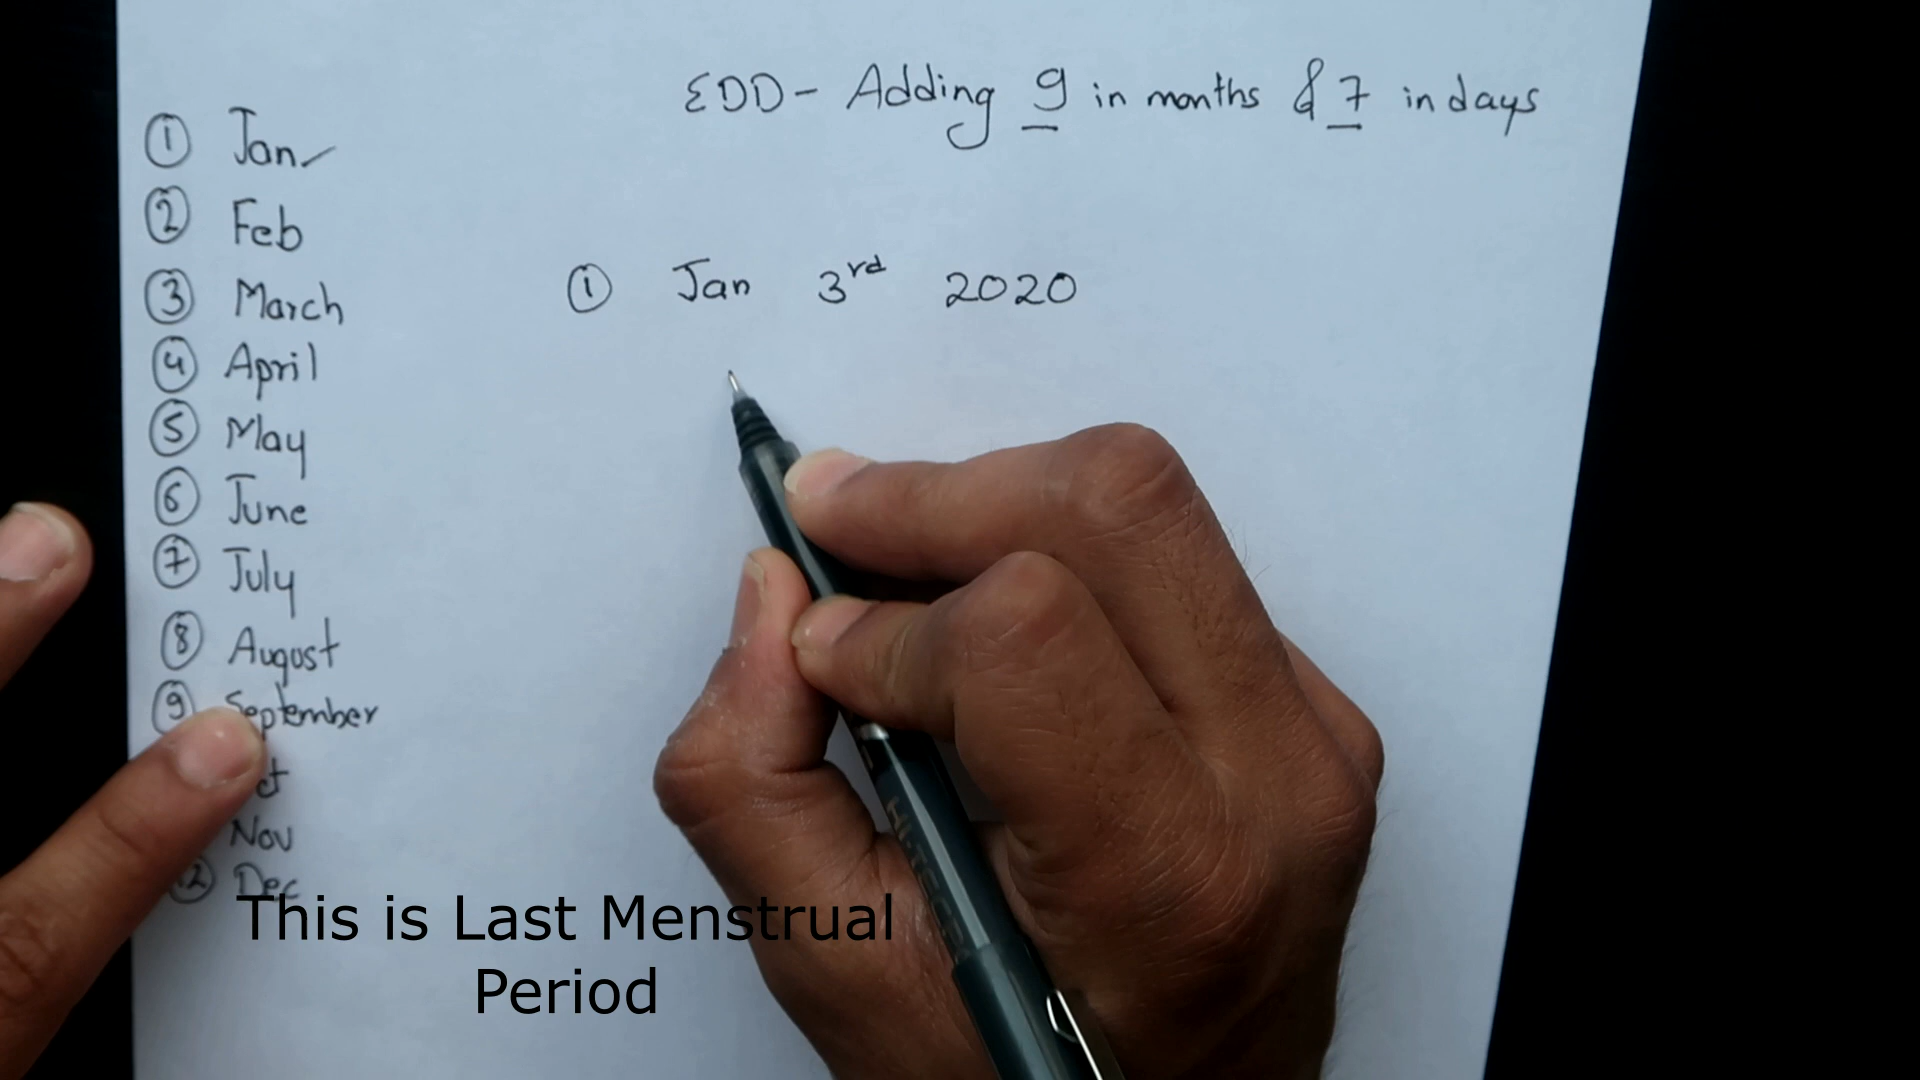 EDD - Adding 9 in months & 7 in days
① Jan
② Feb
③ March
④ April
⑤ May
⑥ June
⑦ July
⑧ August
⑨ September
Nov
Dec
① Jan 3rd 2020
This is Last Menstrual
Period